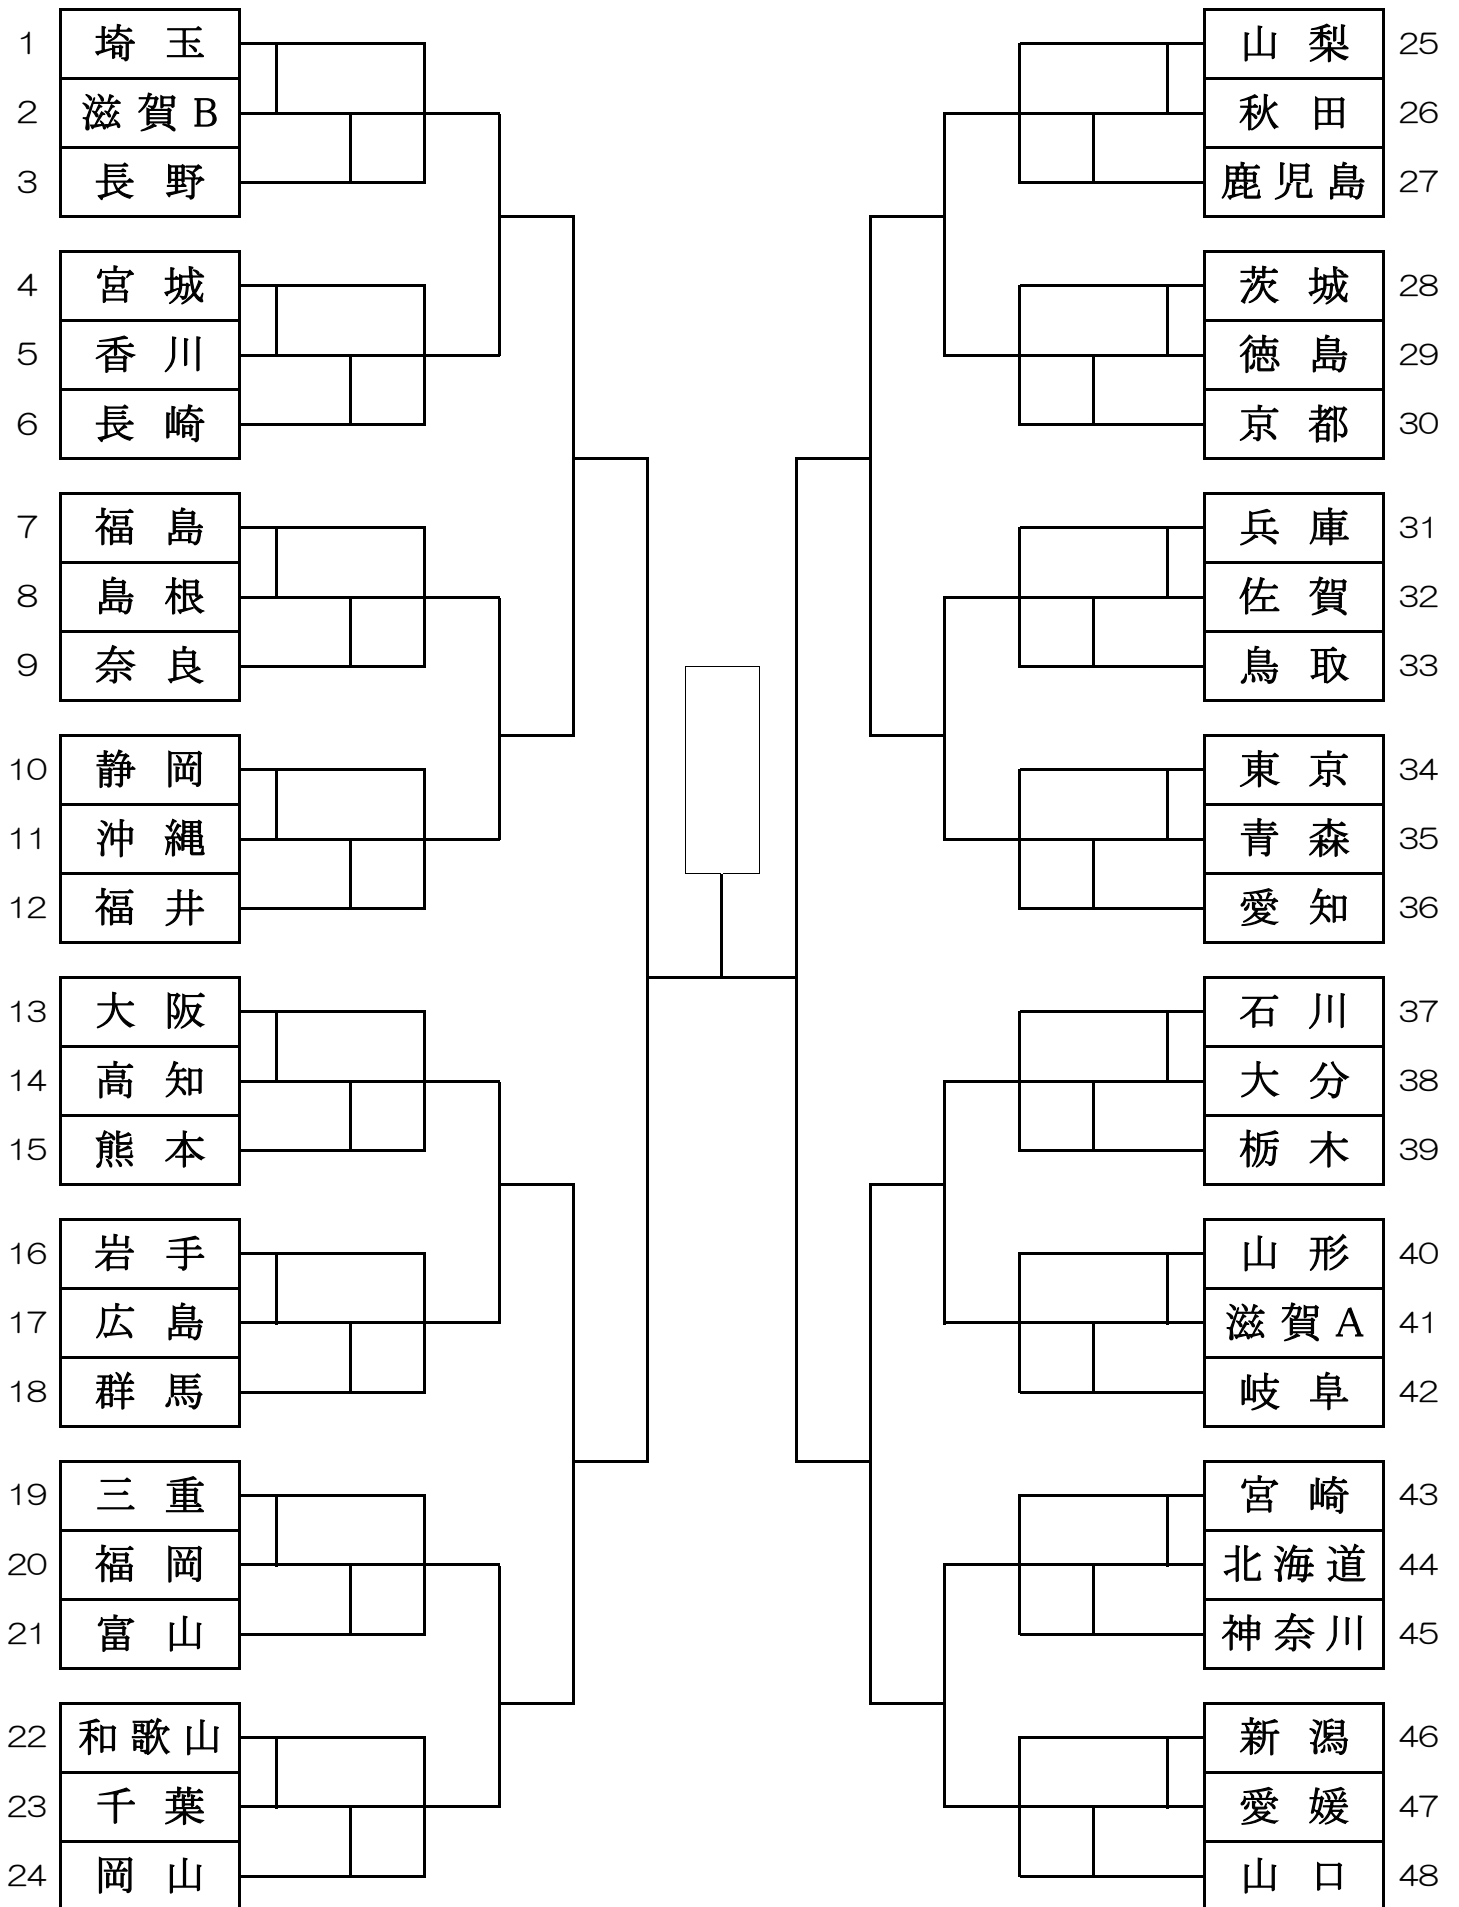 1 埼玉
2 滋賀B
3 長野
4 宮城
5 香川
6 長崎
7 福島
8 島根
9 奈良
10 静岡
11 沖縄
12 福井
13 大阪
14 高知
15 熊本
16 岩手
17 広島
18 群馬
19 三重
20 福岡
21 富山
22 和歌山
23 千葉
24 岡山
山梨 25
秋田 26
鹿児島 27
茨城 28
徳島 29
京都 30
兵庫 31
佐賀 32
鳥取 33
東京 34
青森 35
愛知 36
石川 37
大分 38
栃木 39
山形 40
滋賀A 41
岐阜 42
宮崎 43
北海道 44
神奈川 45
新潟 46
愛媛 47
山口 48